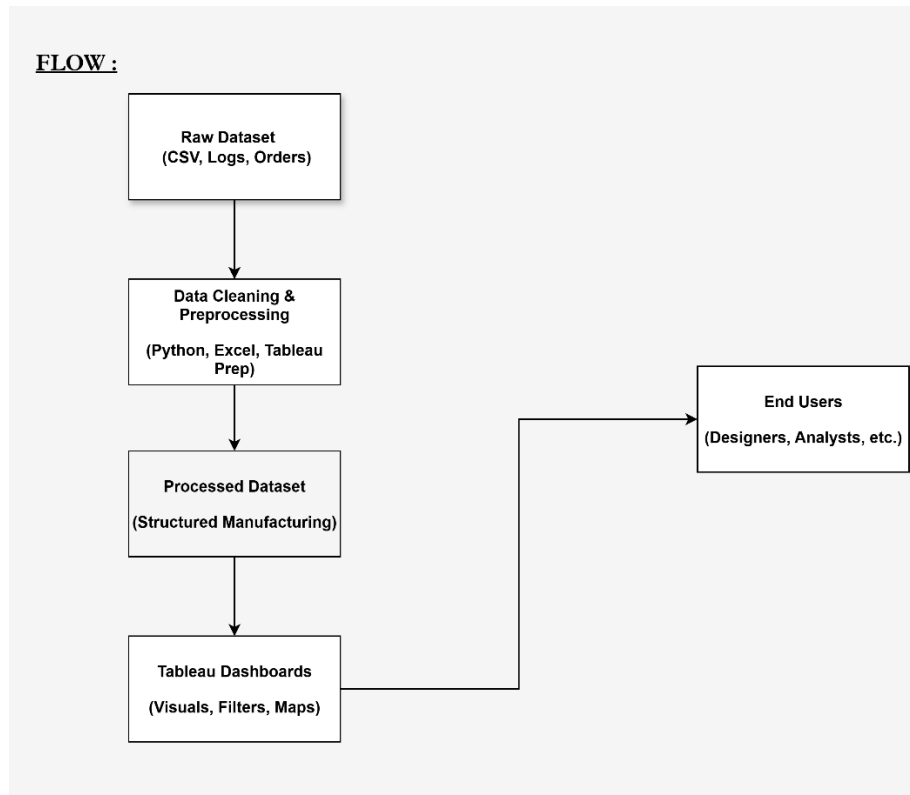 FLOW :
Raw Dataset
(CSV, Logs, Orders)
Data Cleaning &
Preprocessing
(Python, Excel, Tableau
Prep)
Processed Dataset
(Structured Manufacturing)
Tableau Dashboards
(Visuals, Filters, Maps)
End Users
(Designers, Analysts, etc.)